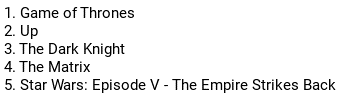 1. Game of Thrones
2. Up
3. The Dark Knight
4. The Matrix
5. Star Wars: Episode V - The Empire Strikes Back